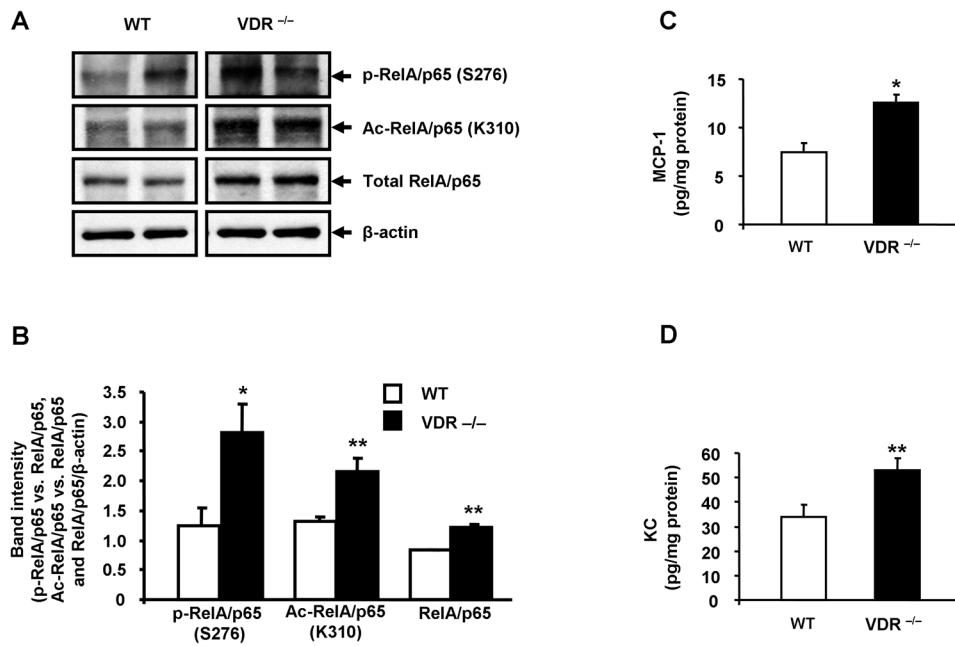 A
WT
VDR –/–
p-RelA/p65 (S276)
Ac-RelA/p65 (K310)
Total RelA/p65
β-actin
B
Band intensity
(p-RelA/p65 vs. RelA/p65,
Ac-RelA/p65 vs. RelA/p65
and RelA/p65/β-actin)
3.5
3.0
2.5
2.0
1.5
1.0
0.5
0
*
**
**
WT
VDR –/–
p-RelA/p65
(S276)
Ac-RelA/p65
(K310)
RelA/p65
C
MCP-1
(pg/mg protein)
15
10
5
0
*
WT
VDR –/–
D
KC
(pg/mg protein)
60
50
40
30
20
10
0
**
WT
VDR –/–